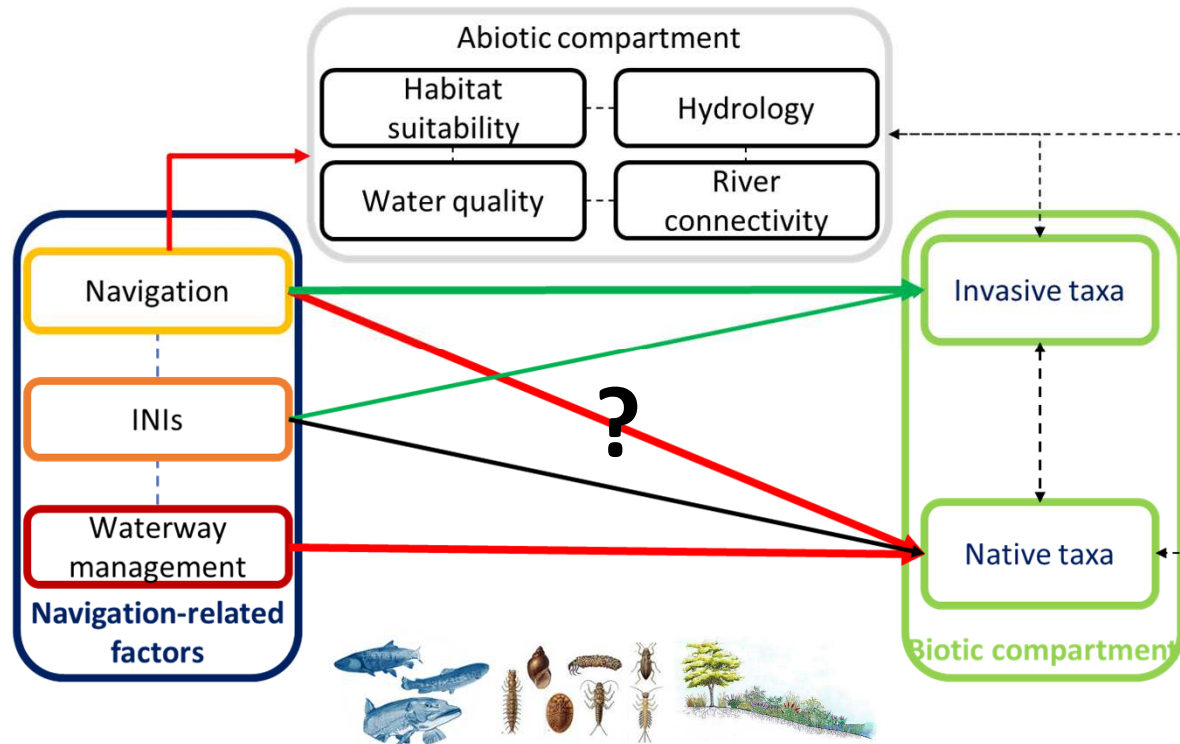 Abiotic compartment
Habitat
suitability
Hydrology
Water quality
River
connectivity
Navigation
INIs
Waterway
management
Navigation-related
factors
?
Invasive taxa
Native taxa
Biotic compartment